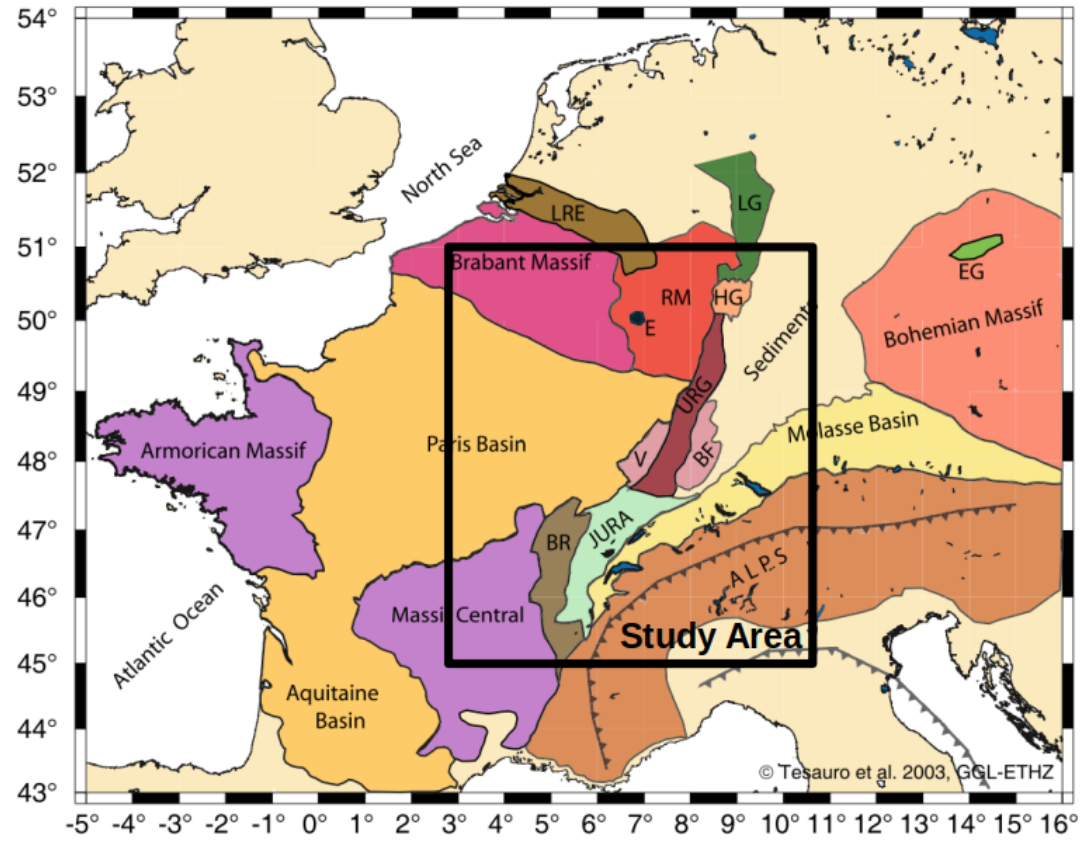 54°
53°
52°
51°
50°
49°
48°
47°
46°
45°
44°
43°
North Sea
LRE
LG
Brabant Massif
RM
HG
E
EG
Bohemian Massif
Sediments
URG
Armorican Massif
Paris Basin
V
BF
Molasse Basin
BR
JURA
ALPS
Massif Central
Study Area
Atlantic Ocean
Aquitaine
Basin
© Tesauro et al. 2003, GGL-ETHZ
-5° -4° -3° -2° -1° 0° 1° 2° 3° 4° 5° 6° 7° 8° 9° 10° 11° 12° 13° 14° 15° 16°